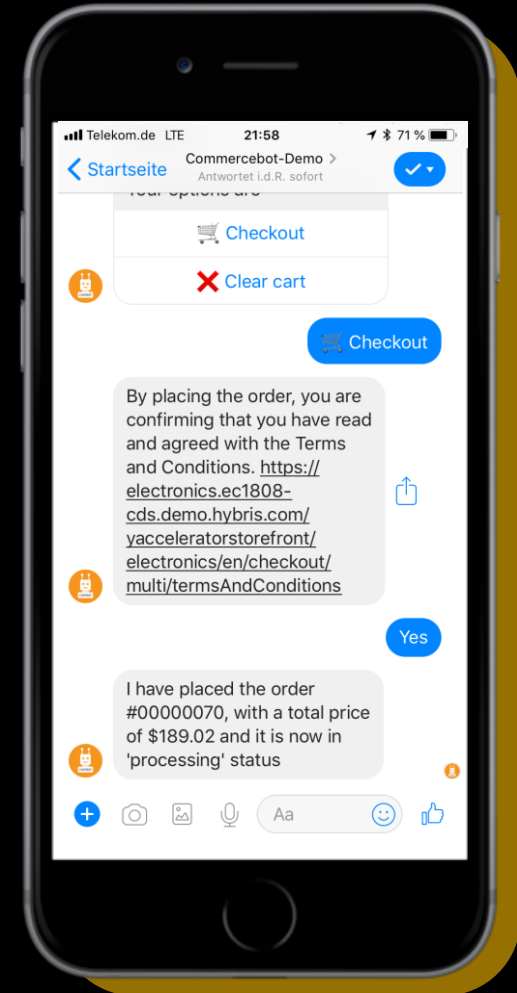 Telekom.de LTE 21:58 71 %
Startseite
Commercebot-Demo
Antwortet i.d.R. sofort
Your options are
Checkout
Clear cart
Checkout
By placing the order, you are
confirming that you have read
and agreed with the Terms
and Conditions. https://
electronics.ec1808-
cds.demo.hybris.com/
yacceleratorstorefront/
electronics/en/checkout/
multi/termsAndConditions
Yes
I have placed the order
#00000070, with a total price
of $189.02 and it is now in
'processing' status
Aa